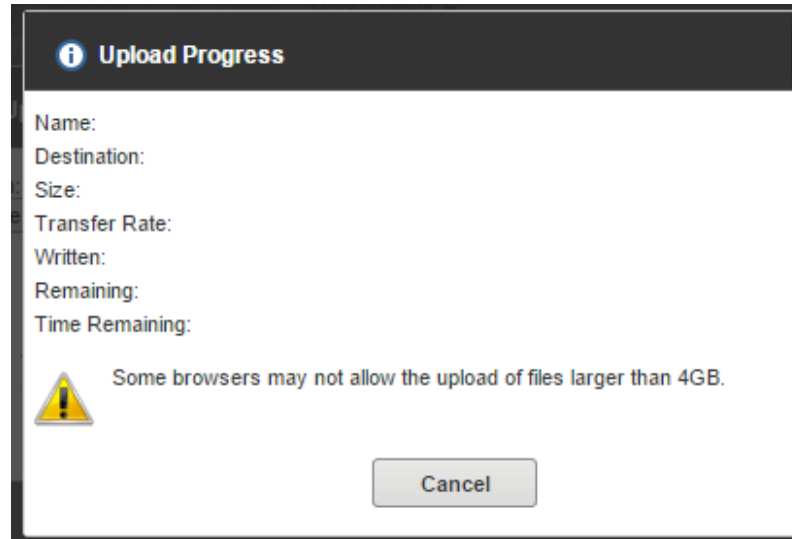 Upload Progress
Name:
Destination:
Size:
Transfer Rate:
Written:
Remaining:
Time Remaining:
Some browsers may not allow the upload of files larger than 4GB.
Cancel